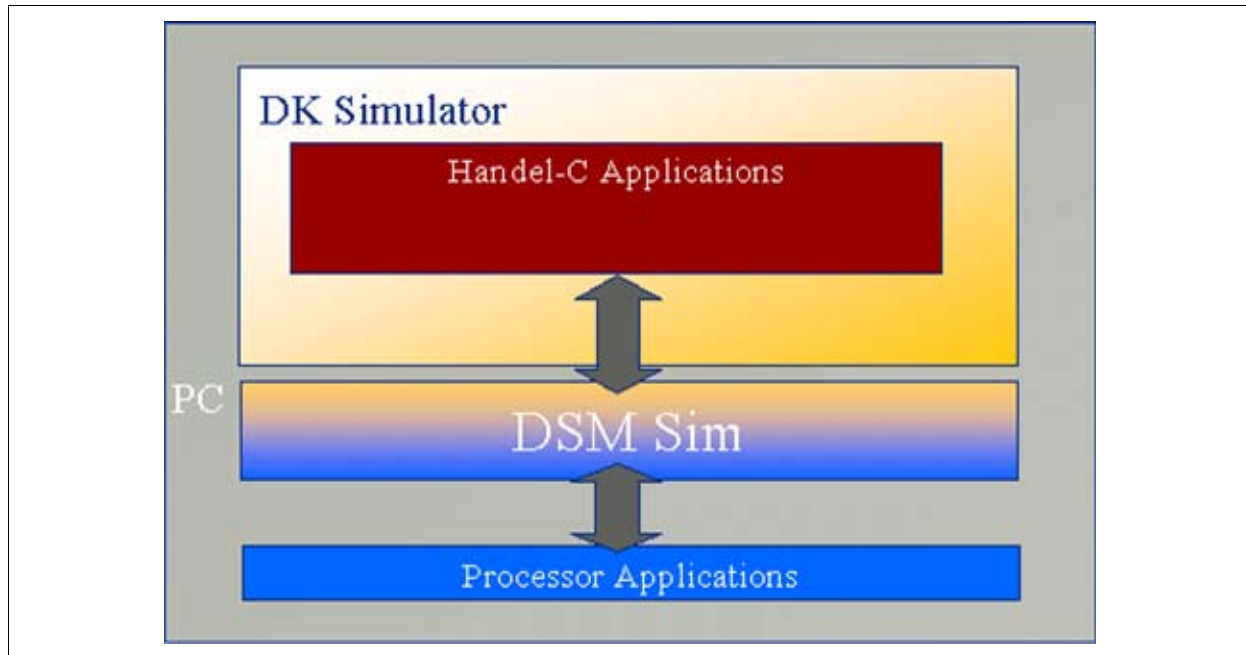 DK Simulator
Handel-C Applications
PC
DSM Sim
Processor Applications